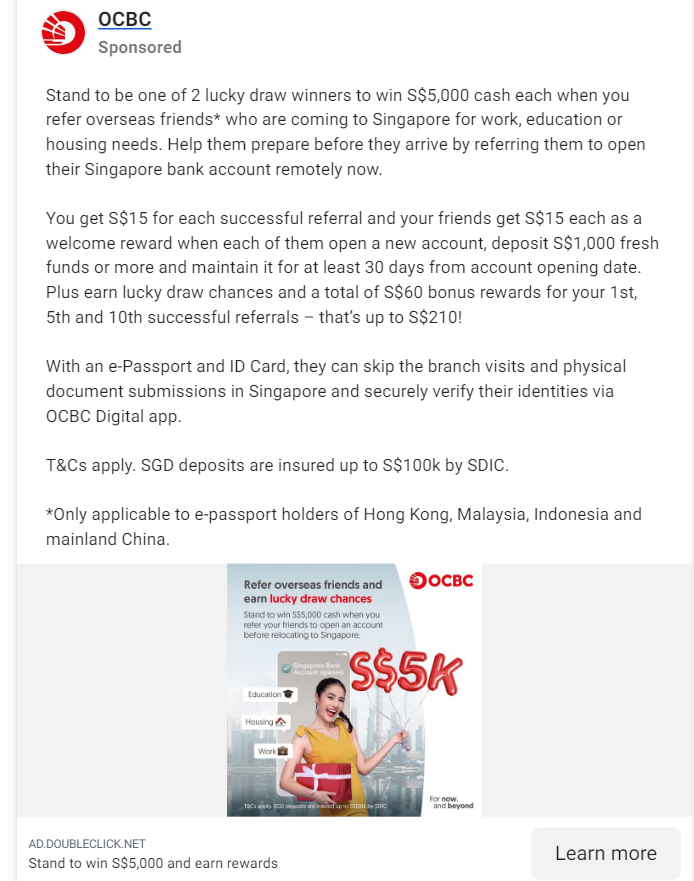 OCBC
Sponsored
Stand to be one of 2 lucky draw winners to win S$5,000 cash each when you
refer overseas friends* who are coming to Singapore for work, education or
housing needs. Help them prepare before they arrive by referring them to open
their Singapore bank account remotely now.
You get S$15 for each successful referral and your friends get S$15 each as a
welcome reward when each of them open a new account, deposit S$1,000 fresh
funds or more and maintain it for at least 30 days from account opening date.
Plus earn lucky draw chances and a total of S$60 bonus rewards for your 1st,
5th and 10th successful referrals – that's up to S$210!
With an e-Passport and ID Card, they can skip the branch visits and physical
document submissions in Singapore and securely verify their identities via
OCBC Digital app.
T&Cs apply. SGD deposits are insured up to S$100k by SDIC.
*Only applicable to e-passport holders of Hong Kong, Malaysia, Indonesia and
mainland China.
OCBC
Refer overseas friends and
earn lucky draw chances
Stand to win S$5,000 cash when you
refer your friends to open an account
before relocating to Singapore.
S$5K
Singapore Bank
Account opened
Education
Housing
Work
T&Cs apply. SGD deposits are insured up to S$100k by SDIC.
For now,
and beyond
AD.DOUBLECLICK.NET
Stand to win S$5,000 and earn rewards
Learn more